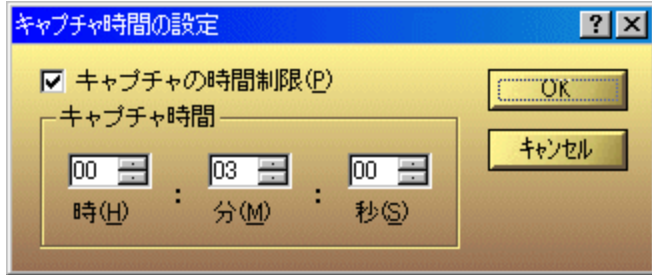 キャプチャ時間の設定
キャプチャの時間制限(P)
OK
キャプチャ時間
キャンセル
00 : 03 : 00
時(H) 分(M) 秒(S)